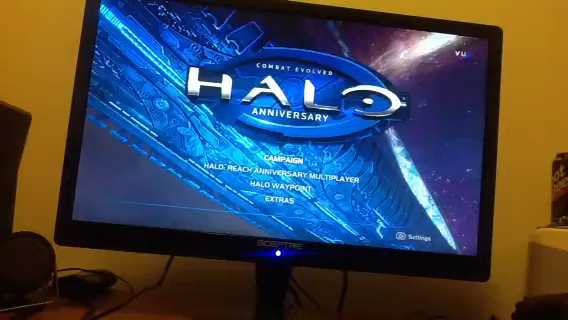 COMBAT EVOLVED
HALO
ANNIVERSARY
CAMPAIGN
HALO: REACH ANNIVERSARY MULTIPLAYER
HALO WAYPOINT
EXTRAS
Settings
SCEPTRE